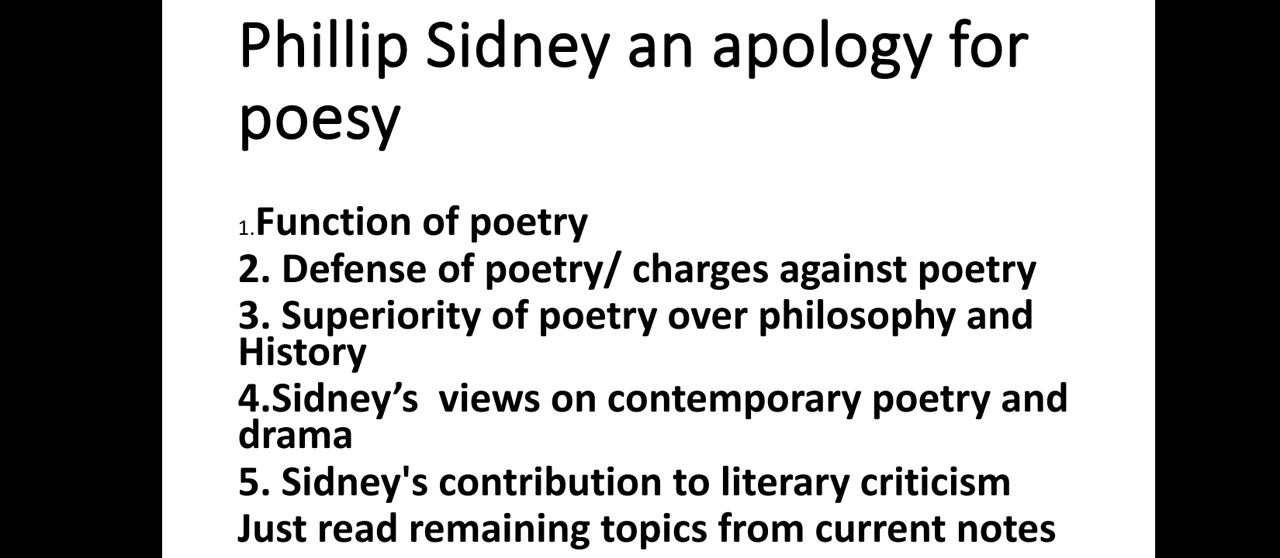 Phillip Sidney an apology for
poesy
1.Function of poetry
2. Defense of poetry/ charges against poetry
3. Superiority of poetry over philosophy and
History
4.Sidney’s  views on contemporary poetry and
drama
5. Sidney's contribution to literary criticism
Just read remaining topics from current notes